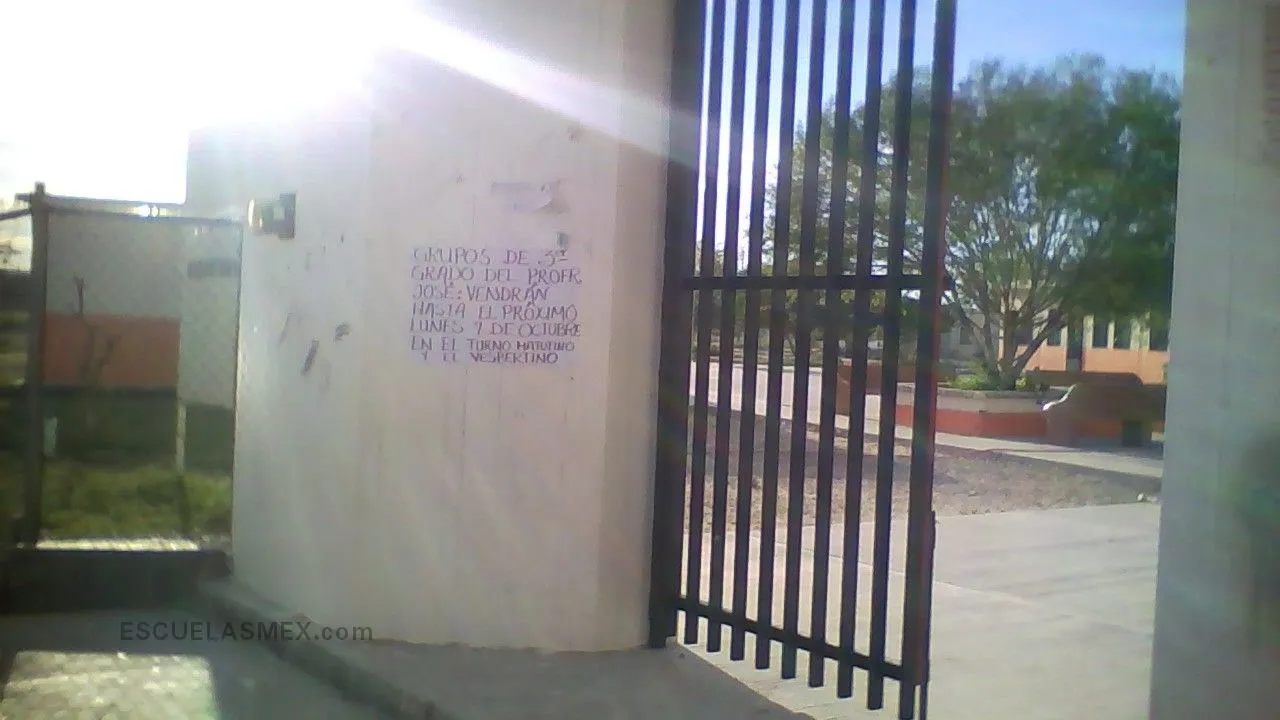 GRUPOS DE 3er
GRADO DEL PROFR.
JOSÉ: VENDRÁN
HASTA EL PRÓXIMO
LUNES 7 DE OCTUBRE
EN EL TURNO MATUTINO
Y EL VESPERTINO
ESCUELASMEX.com